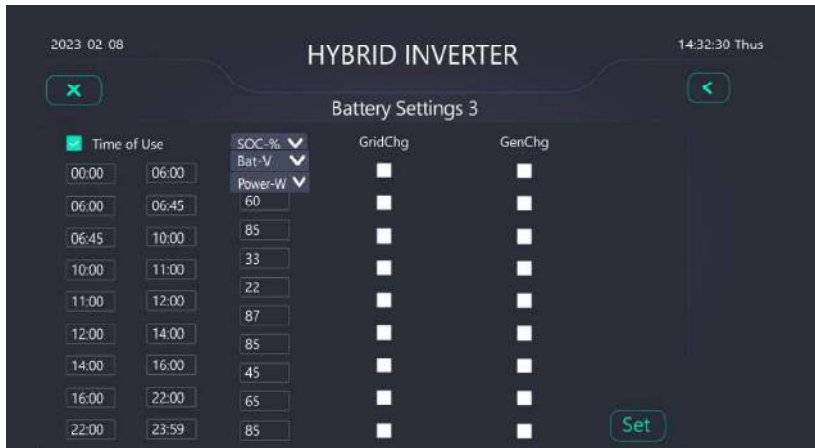 2023 02 08
HYBRID INVERTER
14:32:30 Thus
Battery Settings 3
Time of Use SOC-% GridChg GenChg
Bat-V
00:00 06:00
Power-W
06:00 06:45 60
06:45 10:00 85
10:00 11:00 33
11:00 12:00 22
12:00 14:00 87
85
14:00 16:00 45
16:00 22:00 65
22:00 23:59 85
Set